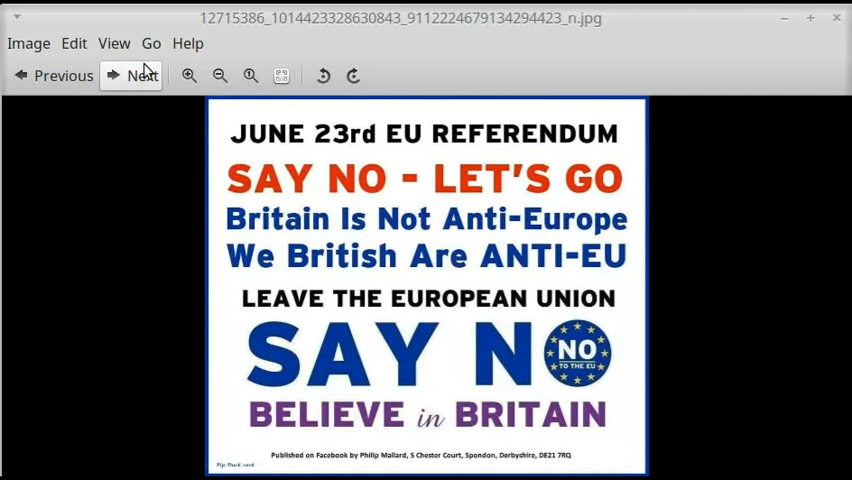 12715386_1014423328630843_9112224679134294423_n.jpg
Image Edit View Go Help
Previous Next
JUNE 23rd EU REFERENDUM
SAY NO - LET'S GO
Britain Is Not Anti-Europe
We British Are ANTI-EU
LEAVE THE EUROPEAN UNION
SAY N
NO
TO THE EU
BELIEVE in BRITAIN
Published on Facebook by Philip Mallard, 5 Chester Court, Spondon, Derbyshire, DE21 7RQ